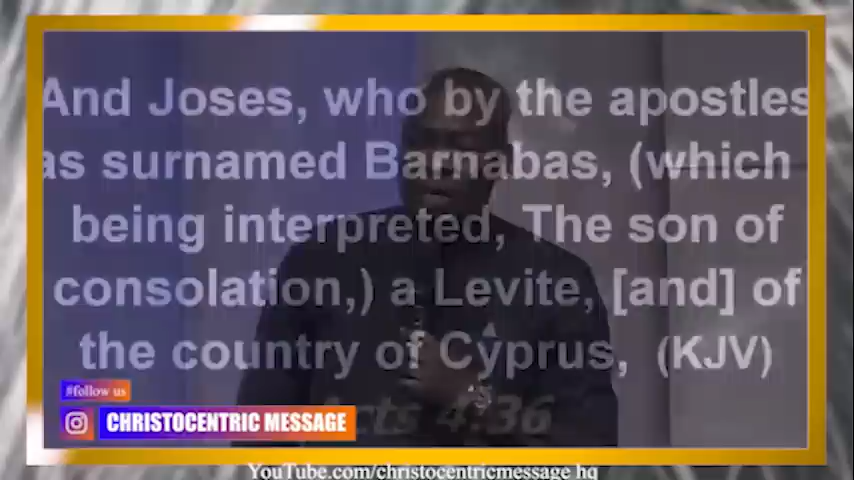 And Joses, who by the apostles
as surnamed Barnabas, (which
being interpreted, The son of
consolation,) a Levite, [and] of
the country of Cyprus, (KJV)
Acts 4:36
#follow us
CHRISTOCENTRIC MESSAGE
YouTube.com/christocentricmessage hq